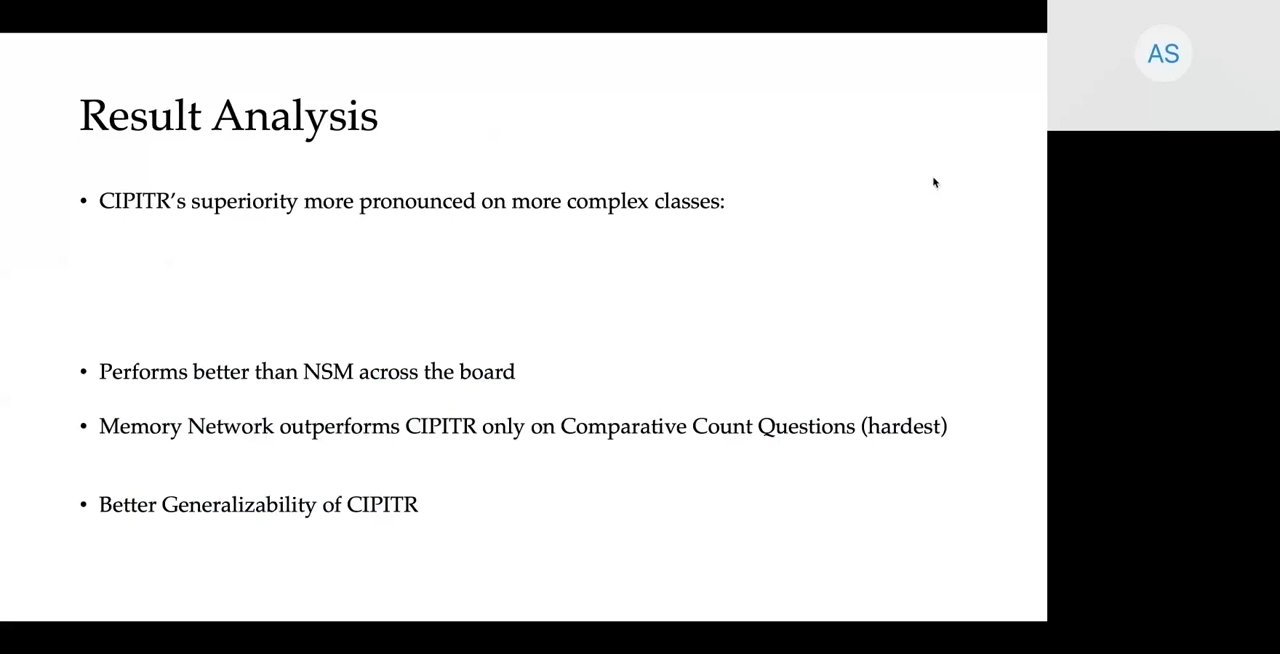 Result Analysis
• CIPITR’s superiority more pronounced on more complex classes:
• Performs better than NSM across the board
• Memory Network outperforms CIPITR only on Comparative Count Questions (hardest)
• Better Generalizability of CIPITR
AS